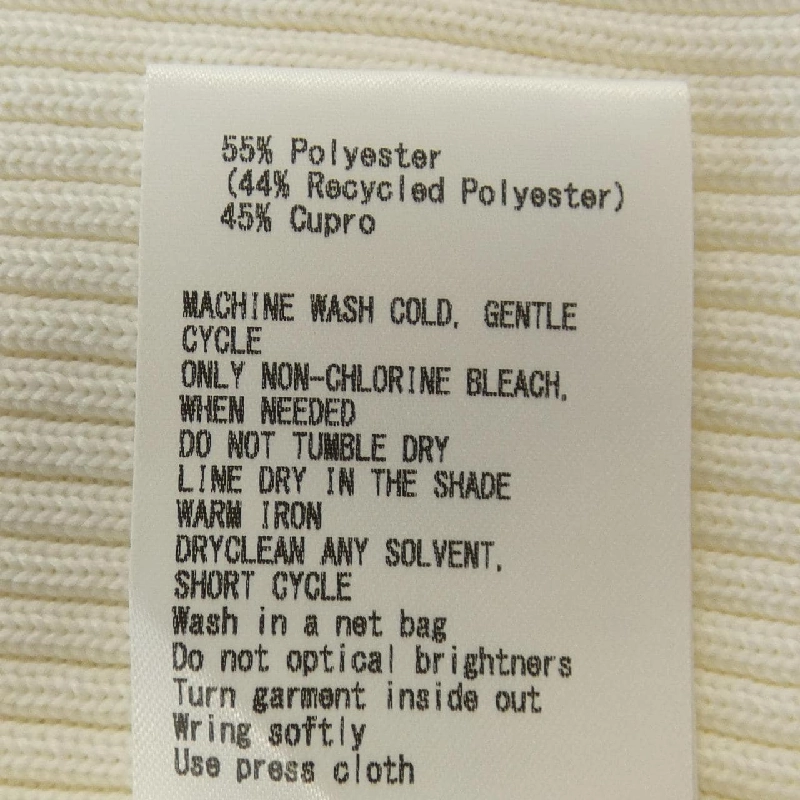 55% Polyester
(44% Recycled Polyester)
45% Cupro
MACHINE WASH COLD, GENTLE
CYCLE
ONLY NON-CHLORINE BLEACH,
WHEN NEEDED
DO NOT TUMBLE DRY
LINE DRY IN THE SHADE
WARM IRON
DRYCLEAN ANY SOLVENT,
SHORT CYCLE
Wash in a net bag
Do not optical brightners
Turn garment inside out
Wring softly
Use press cloth